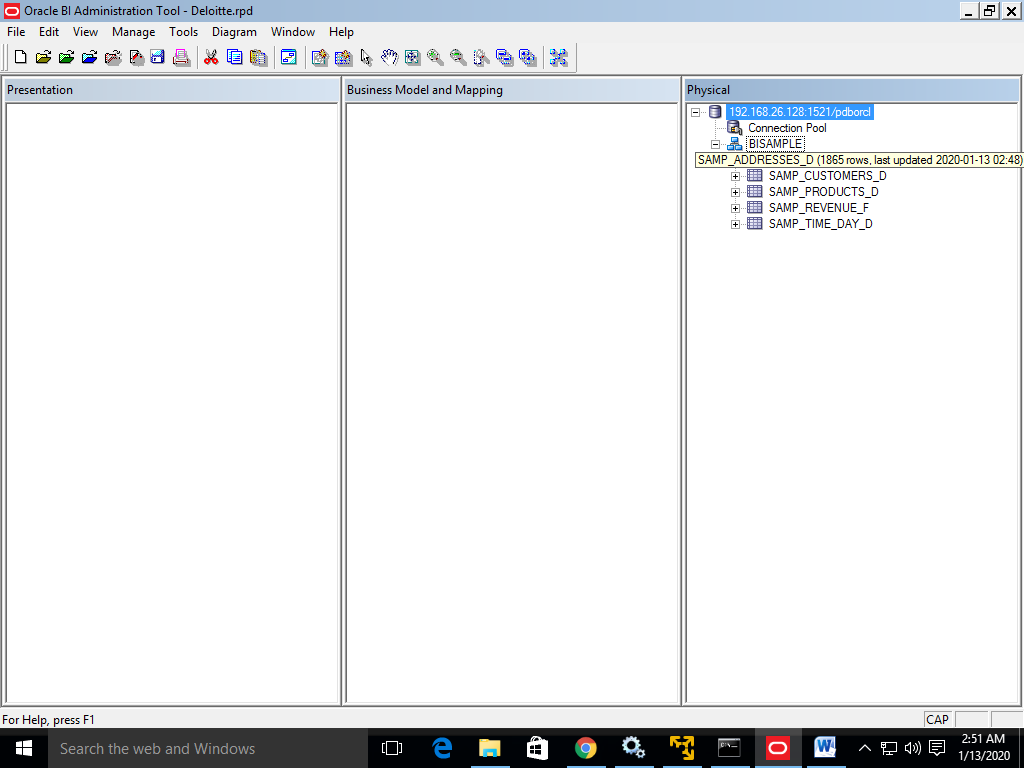 Oracle BI Administration Tool - Deloitte.rpd
File Edit View Manage Tools Diagram Window Help
Presentation
Business Model and Mapping
Physical
192.168.26.128:1521/pdborcl
Connection Pool
BISAMPLE
SAMP_ADDRESSES_D (1865 rows, last updated 2020-01-13 02:48)
SAMP_CUSTOMERS_D
SAMP_PRODUCTS_D
SAMP_REVENUE_F
SAMP_TIME_DAY_D
For Help, press F1
CAP
Search the web and Windows
2:51 AM
1/13/2020